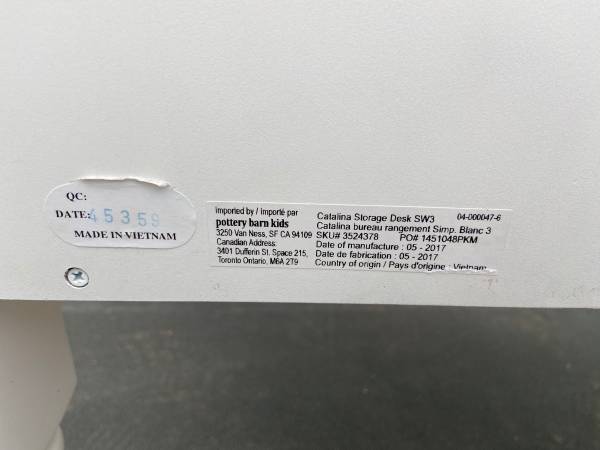 QC:
DATE: 45359
MADE IN VIETNAM
imported by / importé par
pottery barn kids
3250 Van Ness, SF CA 94109
Canadian Address:
3401 Dufferin St. Space 215,
Toronto Ontario, M6A 2T9
Catalina Storage Desk SW3 04-000047-6
Catalina bureau rangement Simp. Blanc 3
SKU# 3524378 PO# 1451048PKM
Date of manufacture : 05 - 2017
Date de fabrication : 05 - 2017
Country of origin / Pays d'origine : Vietnam